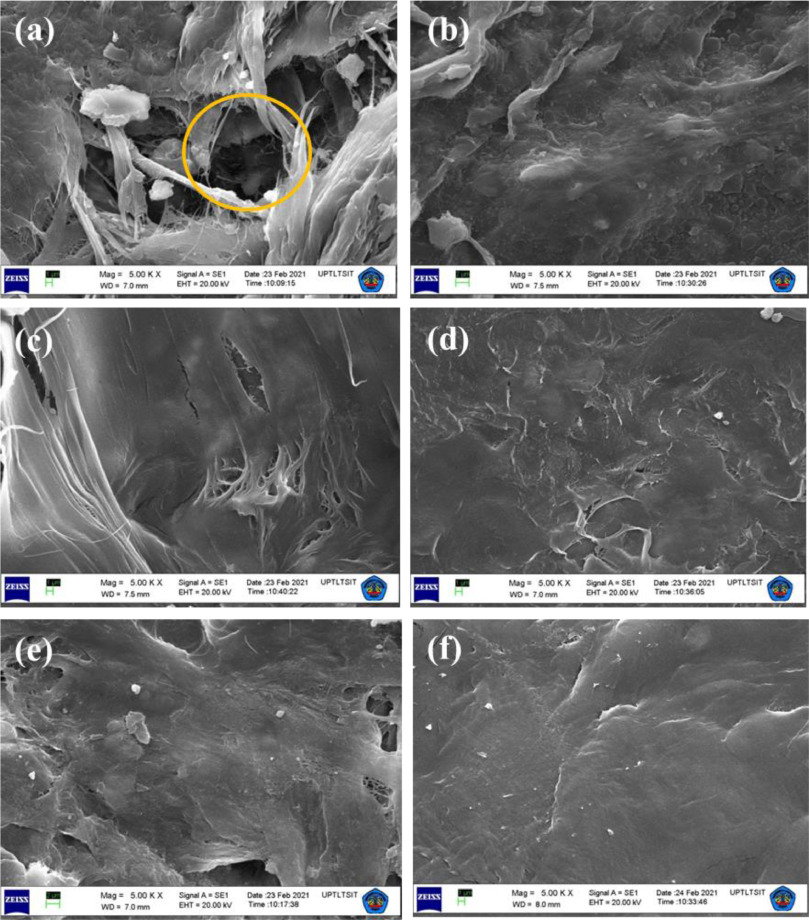 (a)
(b)
ZEISS Mag = 5.00 K X Signal A = SE1 Date :23 Feb 2021 UPTLTSIT
WD = 7.0 mm EHT = 20.00 kV Time :10:09:15
ZEISS Mag = 5.00 K X Signal A = SE1 Date :23 Feb 2021 UPTLTSIT
WD = 7.5 mm EHT = 20.00 kV Time :10:30:26
(c)
(d)
ZEISS Mag = 5.00 K X Signal A = SE1 Date :23 Feb 2021 UPTLTSIT
WD = 7.5 mm EHT = 20.00 kV Time :10:40:22
ZEISS Mag = 5.00 K X Signal A = SE1 Date :23 Feb 2021 UPTLTSIT
WD = 7.0 mm EHT = 20.00 kV Time :10:36:05
(e)
(f)
ZEISS Mag = 5.00 K X Signal A = SE1 Date :23 Feb 2021 UPTLTSIT
WD = 7.0 mm EHT = 20.00 kV Time :10:17:38
ZEISS Mag = 5.00 K X Signal A = SE1 Date :24 Feb 2021 UPTLTSIT
WD = 8.0 mm EHT = 20.00 kV Time :10:33:46